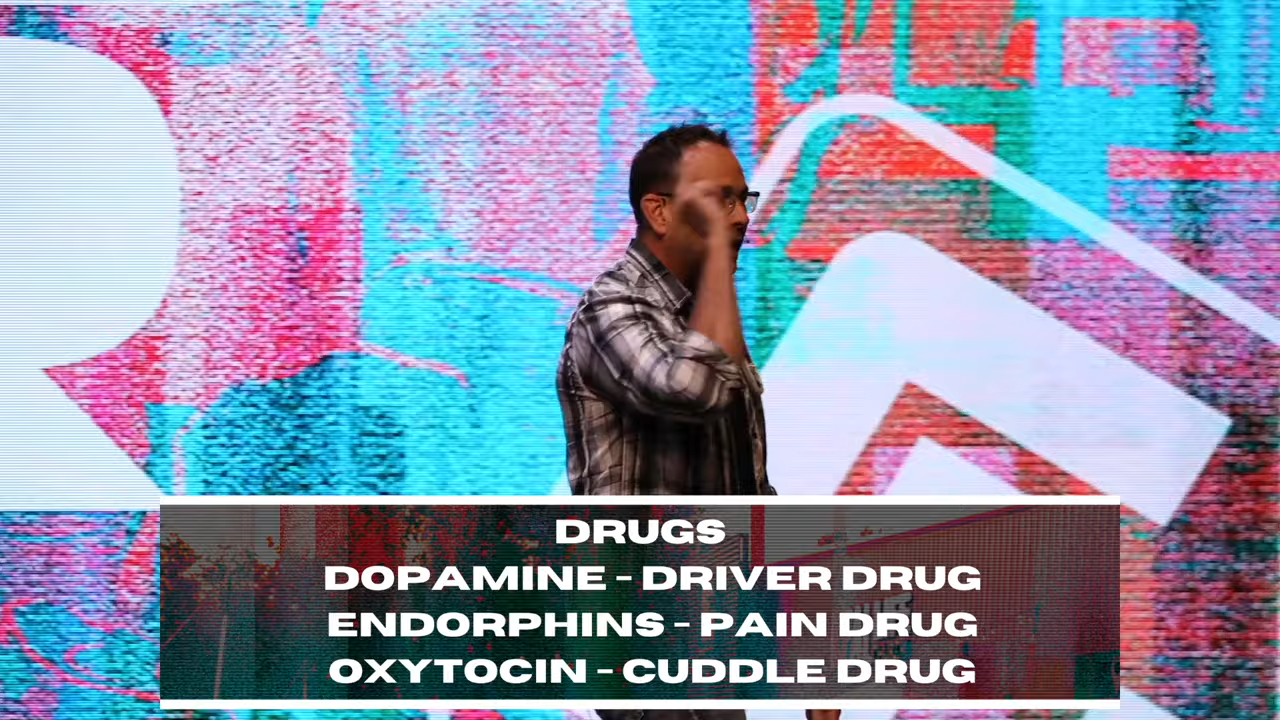 DRUGS
DOPAMINE - DRIVER DRUG
ENDORPHINS - PAIN DRUG
OXYTOCIN - CUDDLE DRUG